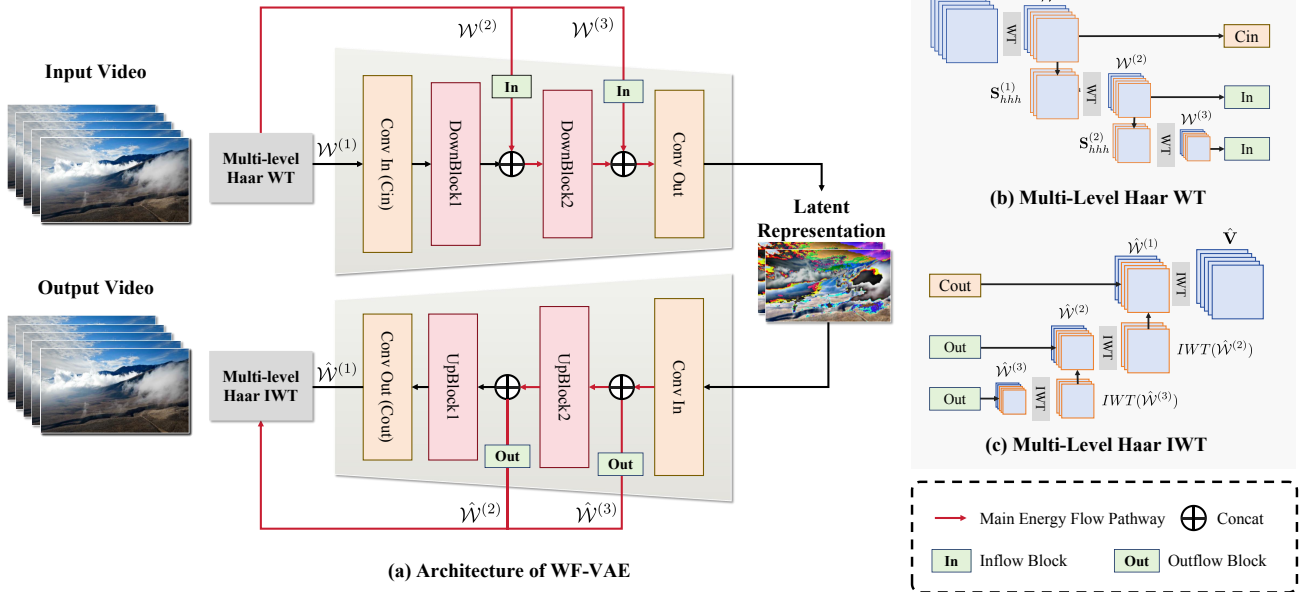 Input Video
Multi-level
Haar WT
𝒲^(1)
𝒲^(2)
𝒲^(3)
In
In
Conv In (Cin)
DownBlock1
DownBlock2
Conv Out
Latent
Representation
Output Video
Multi-level
Haar IWT
𝒲̂^(1)
Conv Out (Cout)
UpBlock1
UpBlock2
Conv In
Out
Out
𝒲̂^(2)
𝒲̂^(3)
(a) Architecture of WF-VAE
WT
Cin
S_hhh^(1)
WT
𝒲^(2)
In
S_hhh^(2)
WT
𝒲^(3)
In
(b) Multi-Level Haar WT
𝒲̂^(1)
V̂
Cout
IWT
𝒲̂^(2)
Out
IWT
IWT(𝒲̂^(2))
𝒲̂^(3)
Out
IWT
IWT(𝒲̂^(3))
(c) Multi-Level Haar IWT
Main Energy Flow Pathway
Concat
In
Inflow Block
Out
Outflow Block